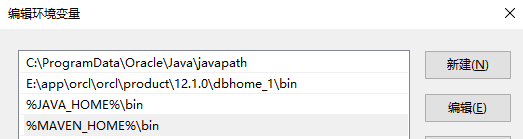 编辑环境变量
C:\ProgramData\Oracle\Java\javapath
新建(N)
E:\app\orcl\orcl\product\12.1.0\dbhome_1\bin
%JAVA_HOME%\bin
编辑(E)
%MAVEN_HOME%\bin